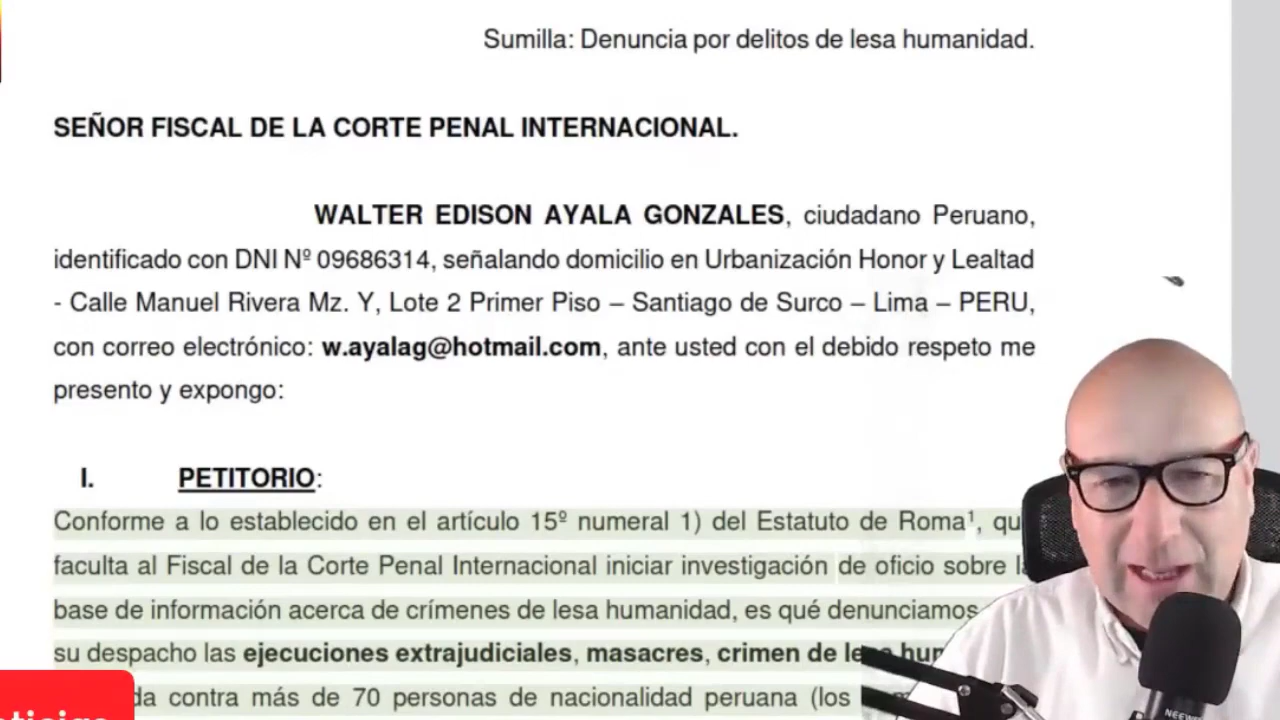 Sumilla: Denuncia por delitos de lesa humanidad.
SEÑOR FISCAL DE LA CORTE PENAL INTERNACIONAL.
WALTER EDISON AYALA GONZALES, ciudadano Peruano,
identificado con DNI Nº 09686314, señalando domicilio en Urbanización Honor y Lealtad
- Calle Manuel Rivera Mz. Y, Lote 2 Primer Piso – Santiago de Surco – Lima – PERU,
con correo electrónico: w.ayalag@hotmail.com, ante usted con el debido respeto me
presento y expongo:
I. PETITORIO:
Conforme a lo establecido en el artículo 15º numeral 1) del Estatuto de Roma¹, qu
faculta al Fiscal de la Corte Penal Internacional iniciar investigación de oficio sobre
base de información acerca de crímenes de lesa humanidad, es qué denunciamos
su despacho las ejecuciones extrajudiciales, masacres, crimen de
contra más de 70 personas de nacionalidad peruana (los
NEEWER